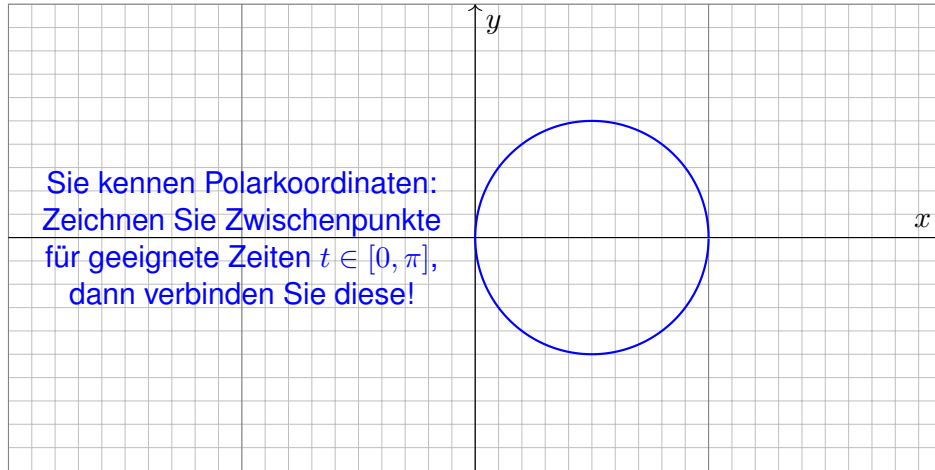 y
Sie kennen Polarkoordinaten:
Zeichnen Sie Zwischenpunkte
für geeignete Zeiten t ∈ [0, π],
dann verbinden Sie diese!
x